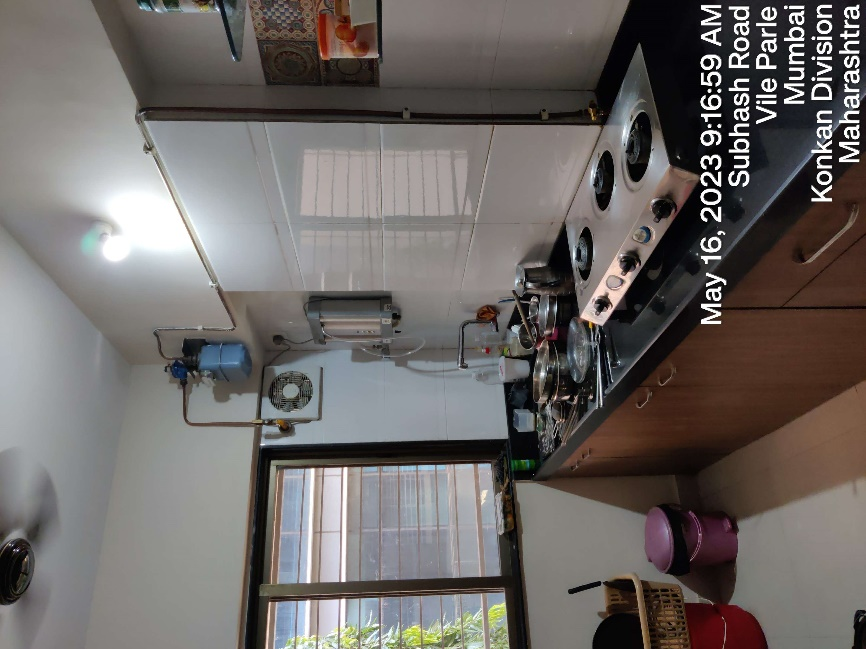 May 16, 2023 9:16:59 AM
Subhash Road
Vile Parle
Mumbai
Konkan Division
Maharashtra